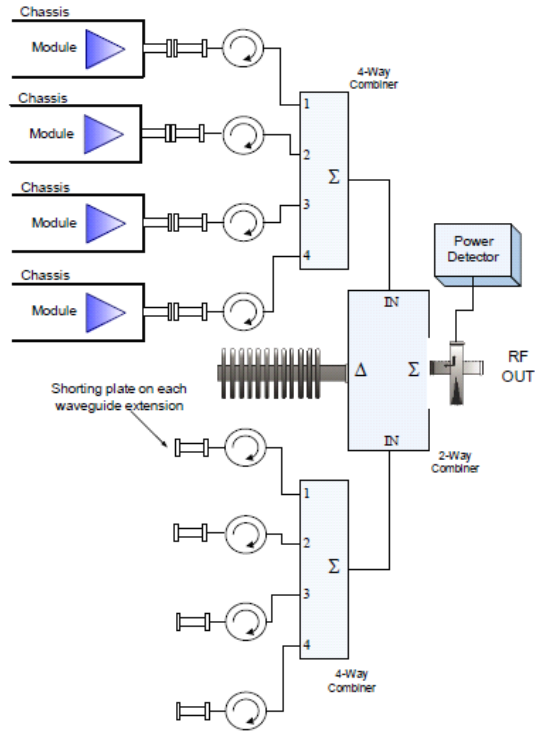 Chassis
Module
Chassis
Module
Chassis
Module
Chassis
Module
4-Way
Combiner
1
2
3
4
Σ
Power
Detector
IN
Δ
Σ
IN
RF
OUT
2-Way
Combiner
Shorting plate on each
waveguide extension
1
2
3
4
Σ
4-Way
Combiner